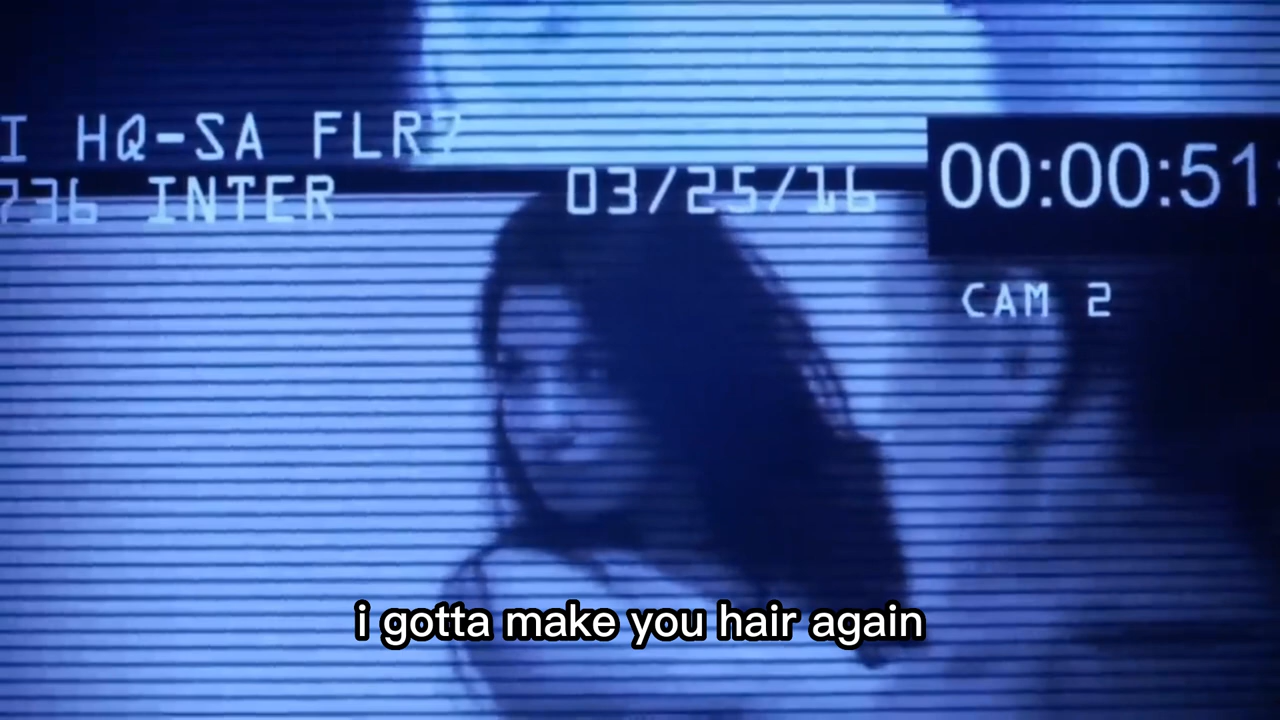 I HQ-SA FLR7
736 INTER
03/25/16
00:00:51:
CAM 2
i gotta make you hair again